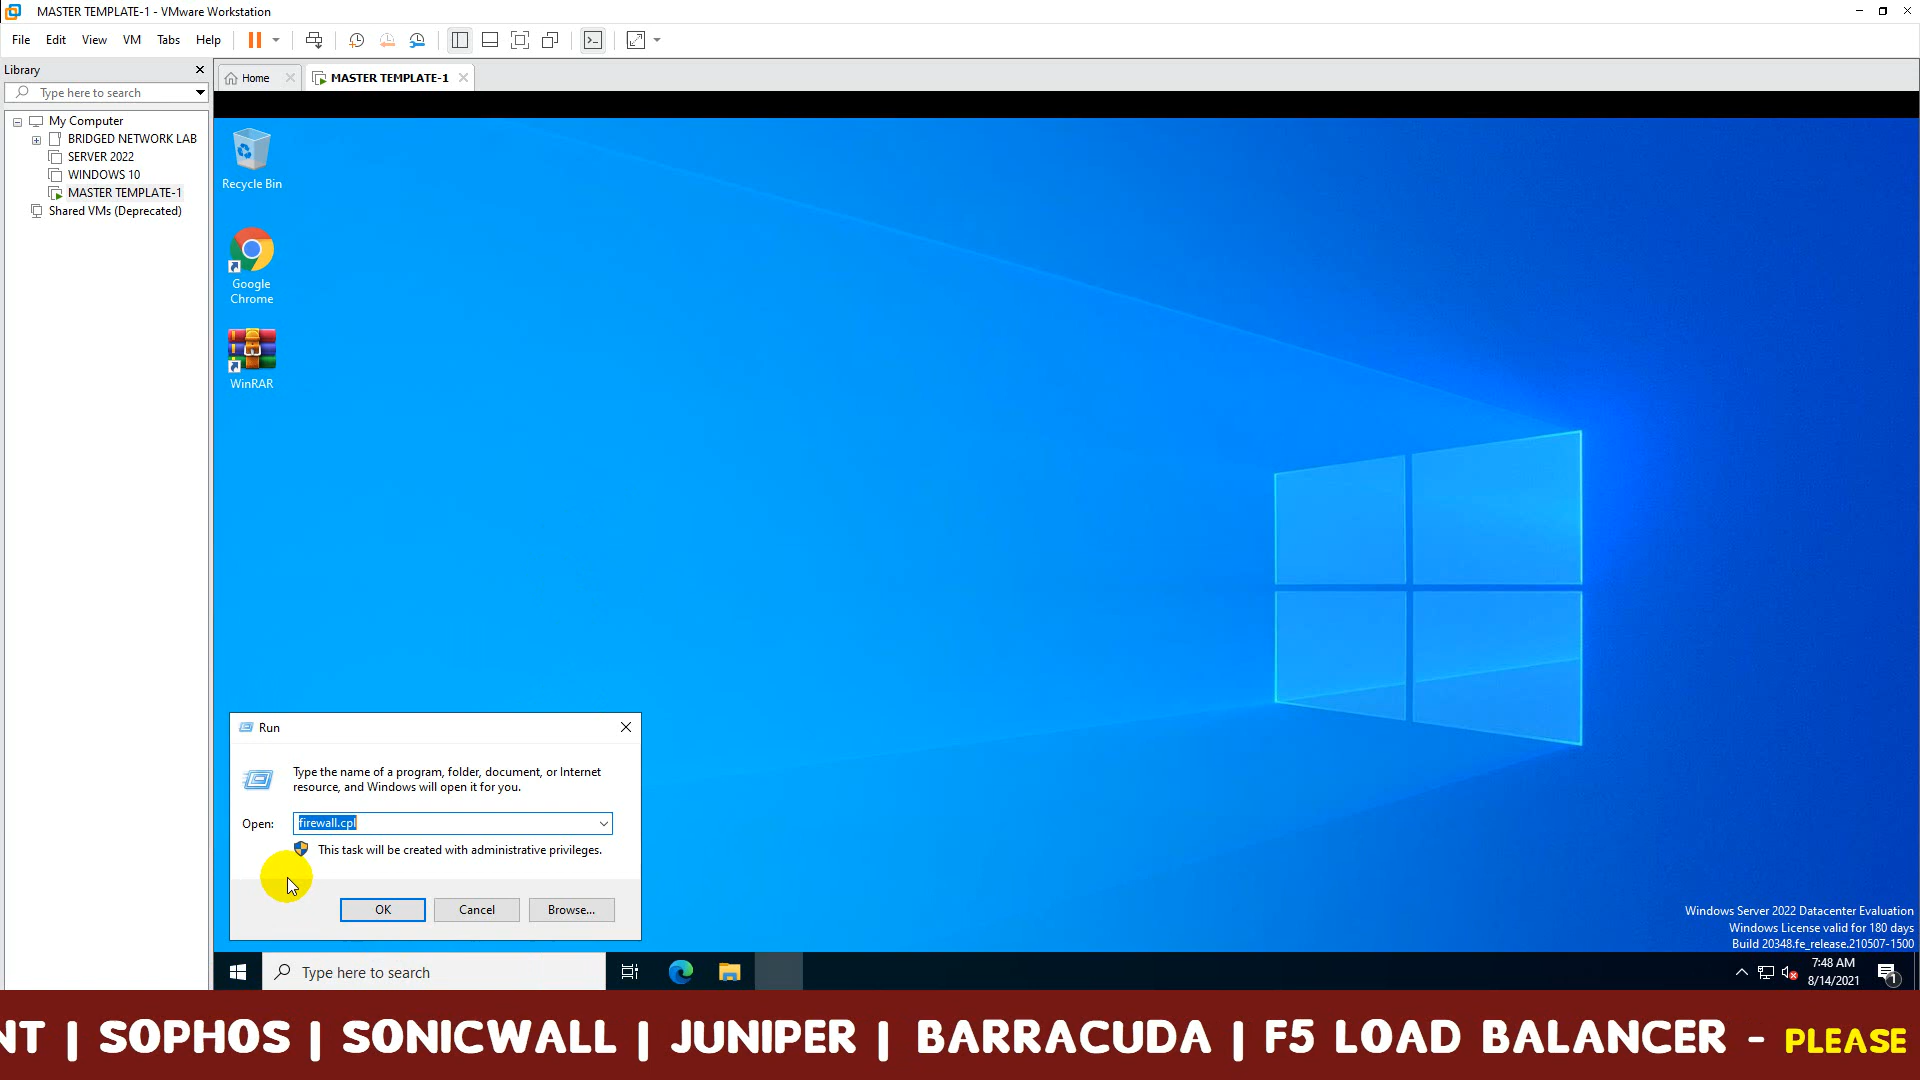 MASTER TEMPLATE-1 - VMware Workstation
File Edit View VM Tabs Help
Library
Type here to search
My Computer
BRIDGED NETWORK LAB
SERVER 2022
WINDOWS 10
MASTER TEMPLATE-1
Shared VMs (Deprecated)
Home
MASTER TEMPLATE-1
Recycle Bin
Google
Chrome
WinRAR
Run
Type the name of a program, folder, document, or Internet
resource, and Windows will open it for you.
Open: firewall.cpl
This task will be created with administrative privileges.
OK Cancel Browse...
Windows Server 2022 Datacenter Evaluation
Windows License valid for 180 days
Build 20348.fe_release.210507-1500
Type here to search
7:48 AM
8/14/2021
1
NT | SOPHOS | SONICWALL | JUNIPER | BARRACUDA | F5 LOAD BALANCER - PLEASE